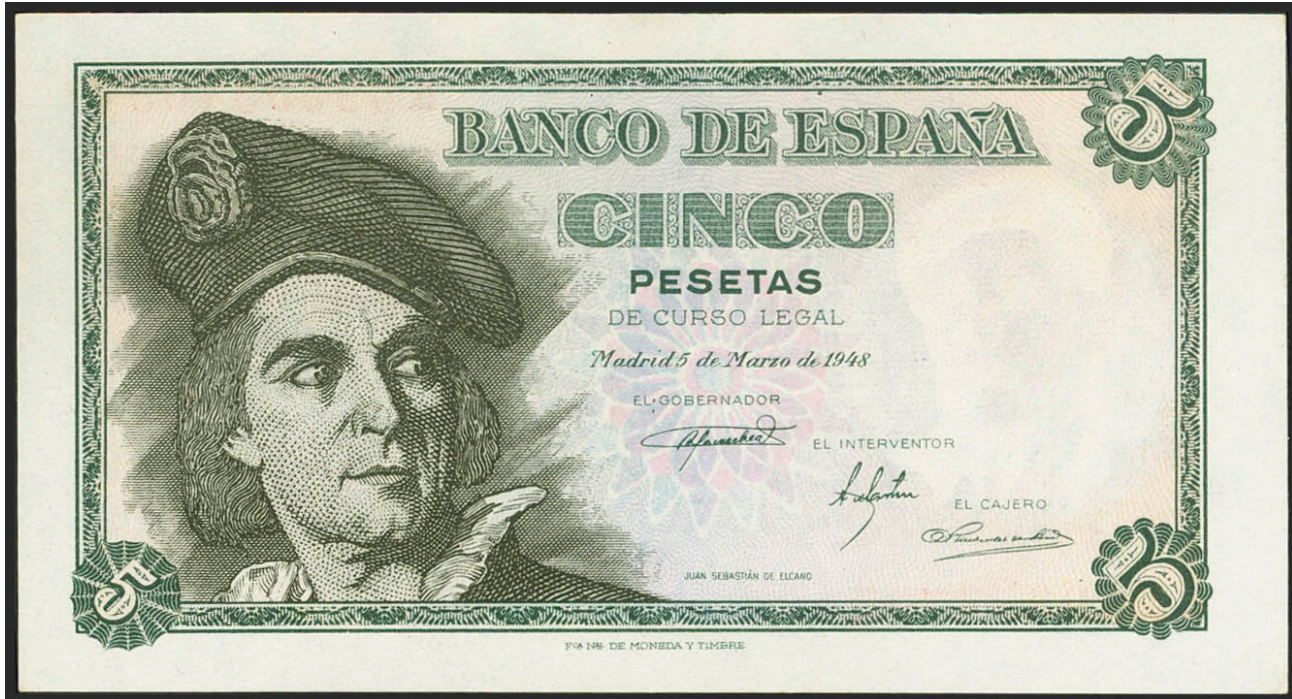 5
BANCO DE ESPAÑA
CINCO
PESETAS
DE CURSO LEGAL
Madrid 5 de Marzo de 1948
EL GOBERNADOR
EL INTERVENTOR
EL CAJERO
JUAN SEBASTIÁN DE ELCANO
5
5
Fca Nal DE MONEDA Y TIMBRE